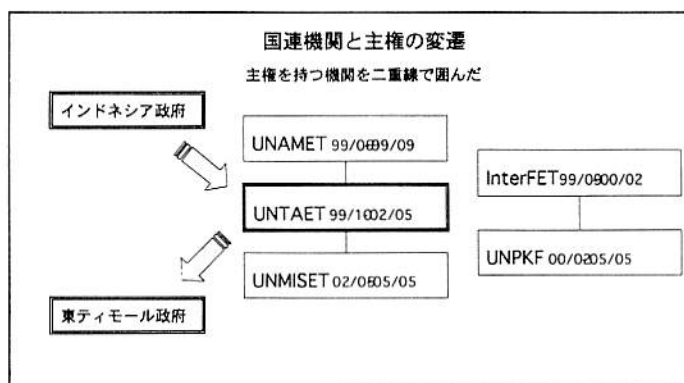 国連機関と主権の変遷
主権を持つ機関を二重線で囲んだ
インドネシア政府
UNAMET 99/0699/09
InterFET 99/0900/02
UNTAET 99/1002/05
UNPKF 00/0205/05
UNMISET 02/0505/05
東ティモール政府